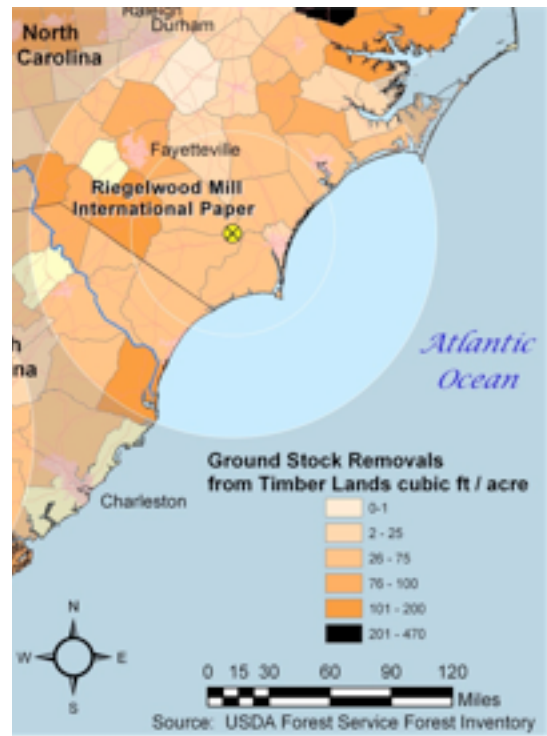 Raleigh
Durham
North
Carolina
Fayetteville
Riegelwood Mill
International Paper
h
na
Atlantic
Ocean
Ground Stock Removals
from Timber Lands cubic ft / acre
0-1
2 - 25
26 - 75
76 - 100
101 - 200
201 - 470
Charleston
N
W
E
S
0 15 30 60 90 120
Miles
Source: USDA Forest Service Forest Inventory